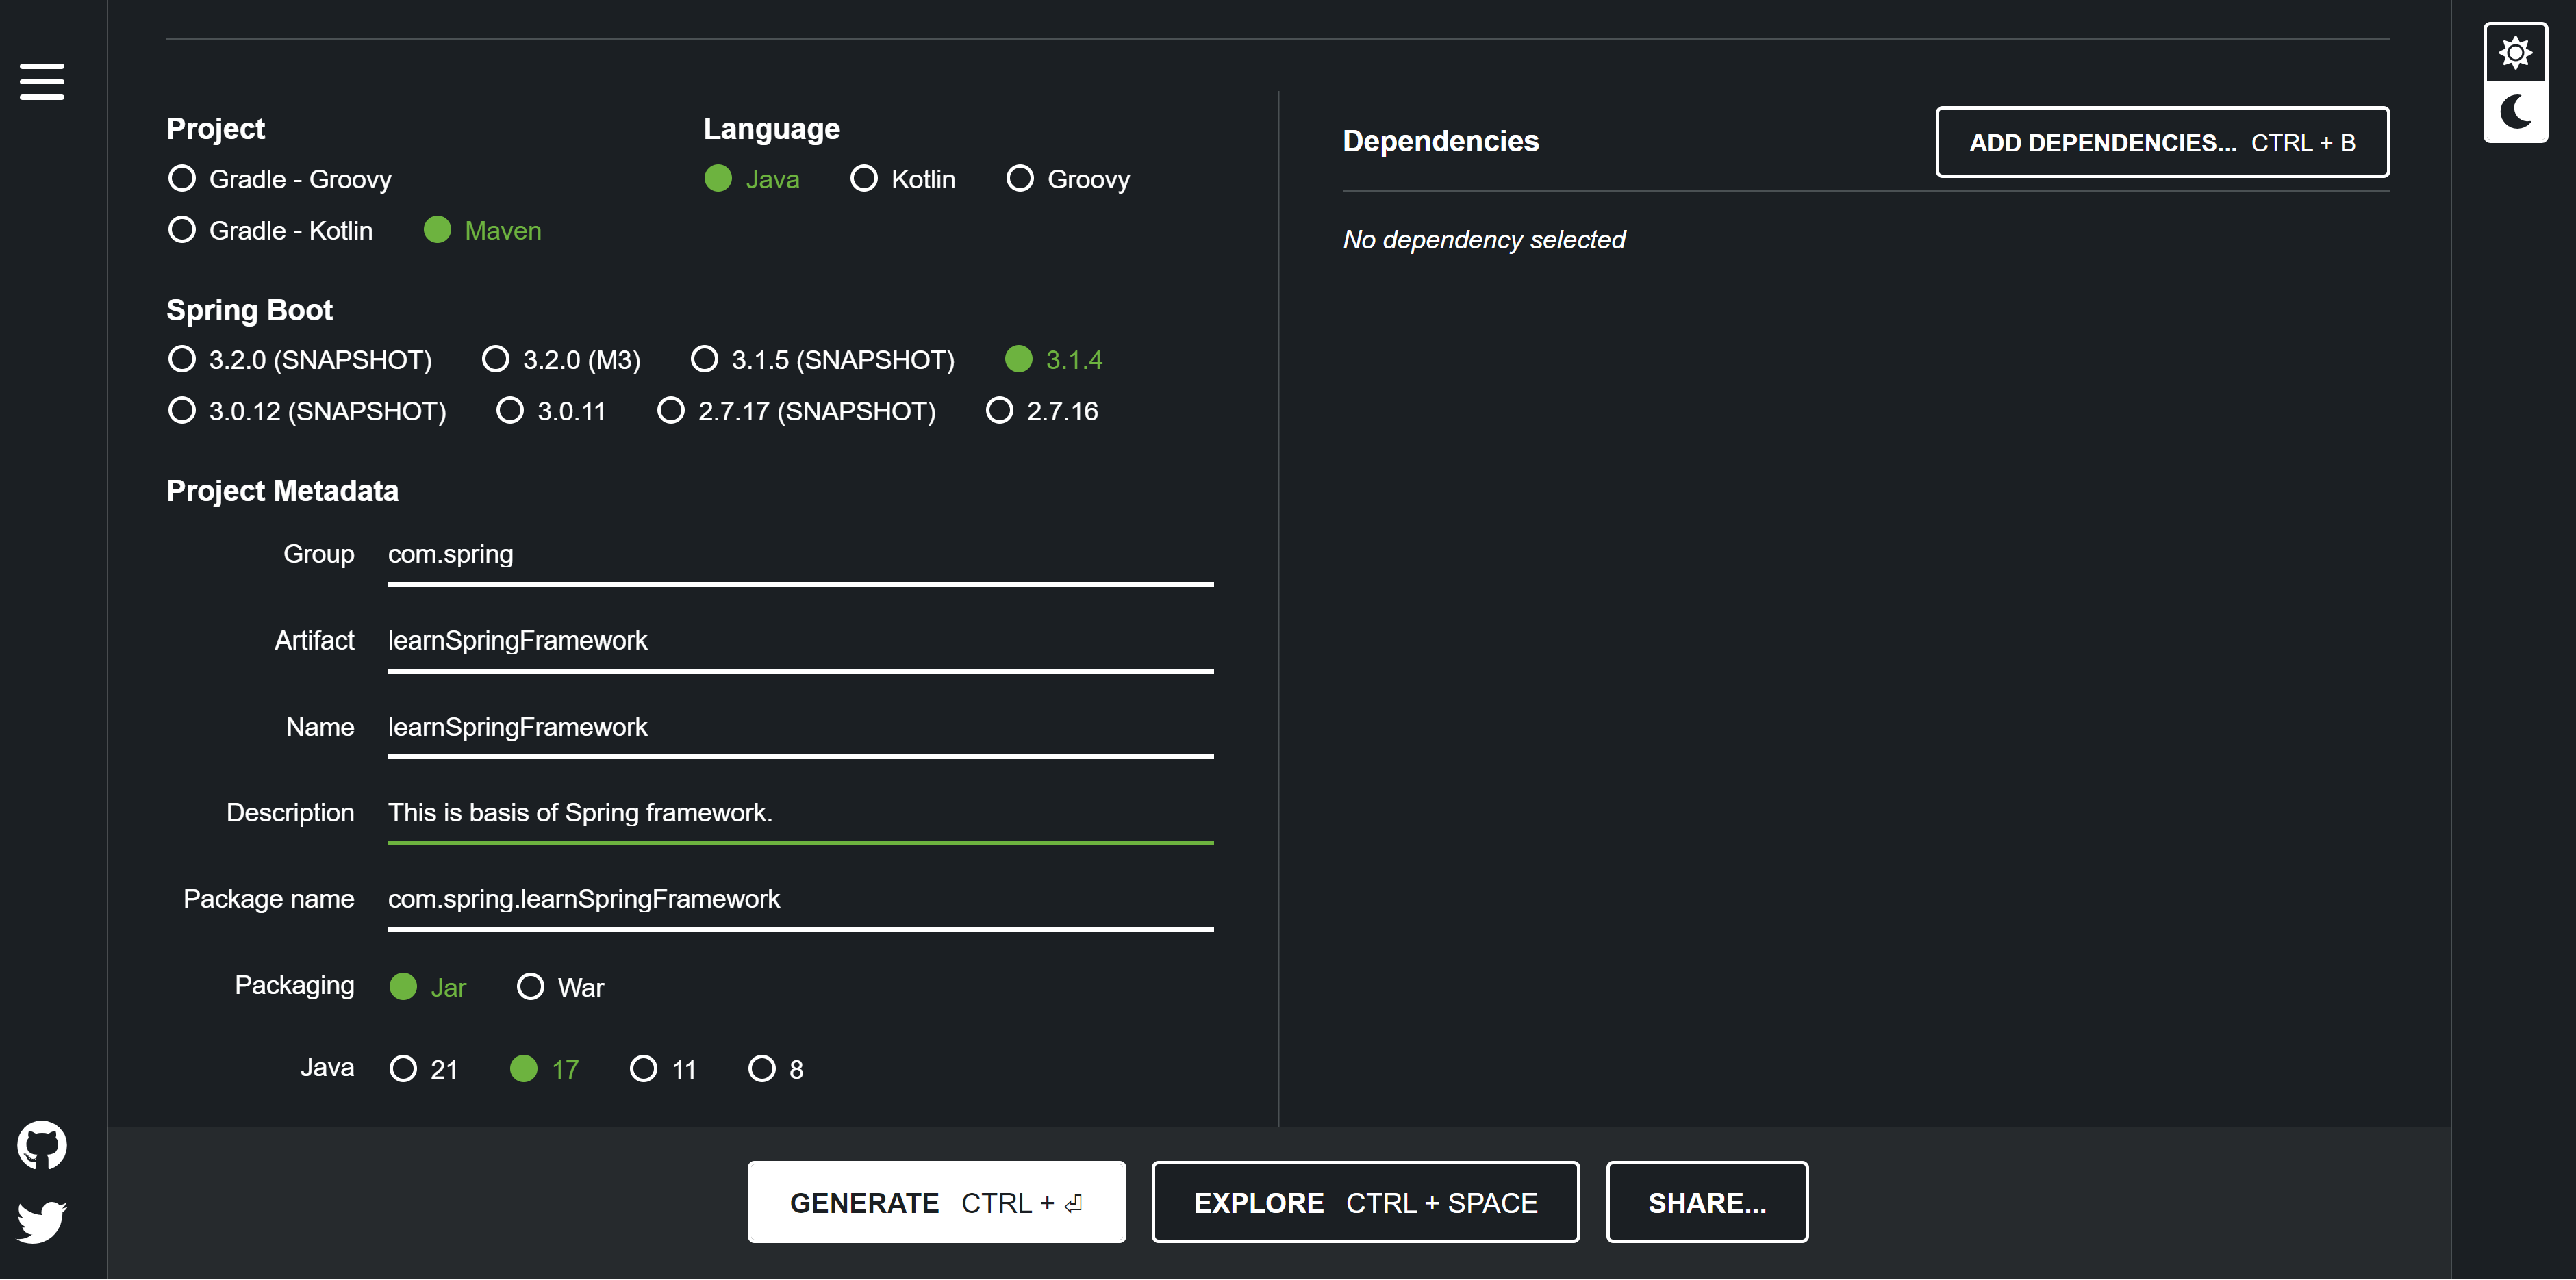 Project
Gradle - Groovy
Gradle - Kotlin Maven
Language
Java Kotlin Groovy
Spring Boot
3.2.0 (SNAPSHOT) 3.2.0 (M3) 3.1.5 (SNAPSHOT) 3.1.4
3.0.12 (SNAPSHOT) 3.0.11 2.7.17 (SNAPSHOT) 2.7.16
Project Metadata
Group com.spring
Artifact learnSpringFramework
Name learnSpringFramework
Description This is basis of Spring framework.
Package name com.spring.learnSpringFramework
Packaging Jar War
Java 21 17 11 8
Dependencies
ADD DEPENDENCIES... CTRL + B
No dependency selected
GENERATE CTRL + ⏎
EXPLORE CTRL + SPACE
SHARE...